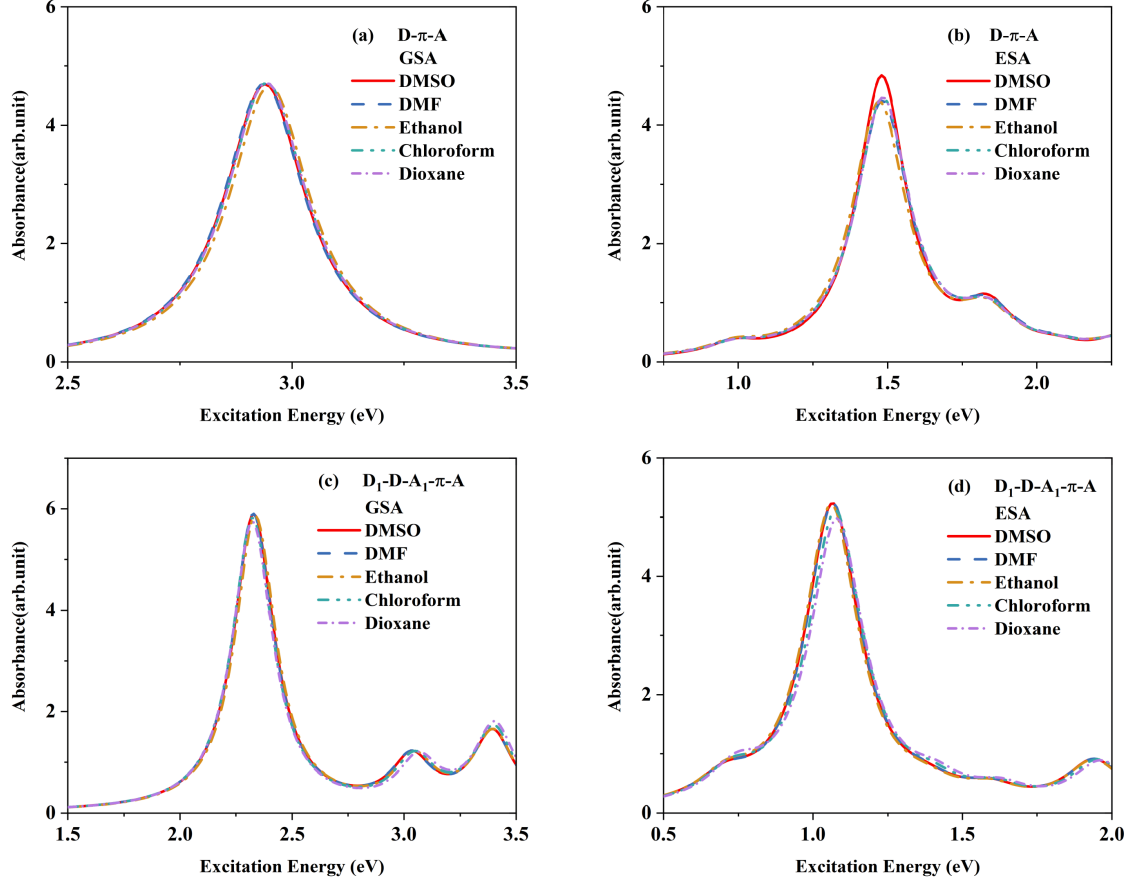 (a) D-π-A
GSA
DMSO
DMF
Ethanol
Chloroform
Dioxane
Absorbance(arb.unit)
6
4
2
0
2.5 3.0 3.5
Excitation Energy (eV)
(b) D-π-A
ESA
DMSO
DMF
Ethanol
Chloroform
Dioxane
Absorbance(arb.unit)
6
4
2
0
1.0 1.5 2.0
Excitation Energy (eV)
(c) D₁-D-A₁-π-A
GSA
DMSO
DMF
Ethanol
Chloroform
Dioxane
Absorbance(arb.unit)
6
4
2
0
1.5 2.0 2.5 3.0 3.5
Excitation Energy (eV)
(d) D₁-D-A₁-π-A
ESA
DMSO
DMF
Ethanol
Chloroform
Dioxane
Absorbance(arb.unit)
6
4
2
0
0.5 1.0 1.5 2.0
Excitation Energy (eV)